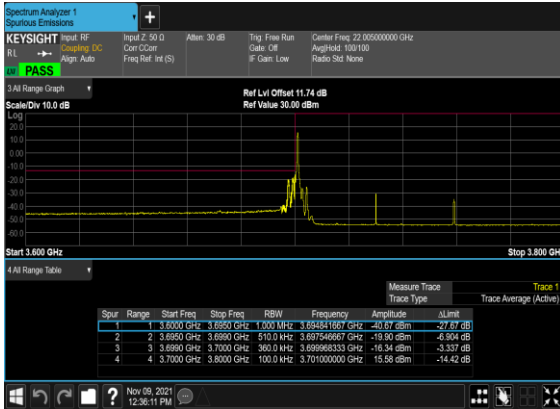 Spectrum Analyzer 1
Spurious Emissions
+
KEYSIGHT Input: RF Input Z: 50 Ω Atten: 30 dB Trig: Free Run Center Freq: 22.005000000 GHz
RL Coupling: DC Corr CCorr Gate: Off Avg|Hold: 100/100
Align: Auto Freq Ref: Int (S) IF Gain: Low Radio Std: None
PASS
3 All Range Graph
Ref Lvl Offset 11.74 dB
Scale/Div 10.0 dB Ref Value 30.00 dBm
Log
20.0
10.0
0.00
-10.0
-20.0
-30.0
-40.0
-50.0
-60.0
Start 3.600 GHz Stop 3.800 GH
4 All Range Table
Measure Trace Trace 1
Trace Type Trace Average (Active)
Spur Range Start Freq Stop Freq RBW Frequency Amplitude ΔLimit
1 1 3.6000 GHz 3.6950 GHz 1.000 MHz 3.694841667 GHz -40.67 dBm -27.67 dB
2 2 3.6950 GHz 3.6990 GHz 510.0 kHz 3.697546667 GHz -19.90 dBm -6.904 dB
3 3 3.6990 GHz 3.7000 GHz 360.0 kHz 3.699968333 GHz -16.34 dBm -3.337 dB
4 4 3.7000 GHz 3.8000 GHz 100.0 kHz 3.701000000 GHz 15.58 dBm -14.42 dB
?
Nov 09, 2021
12:36:11 PM